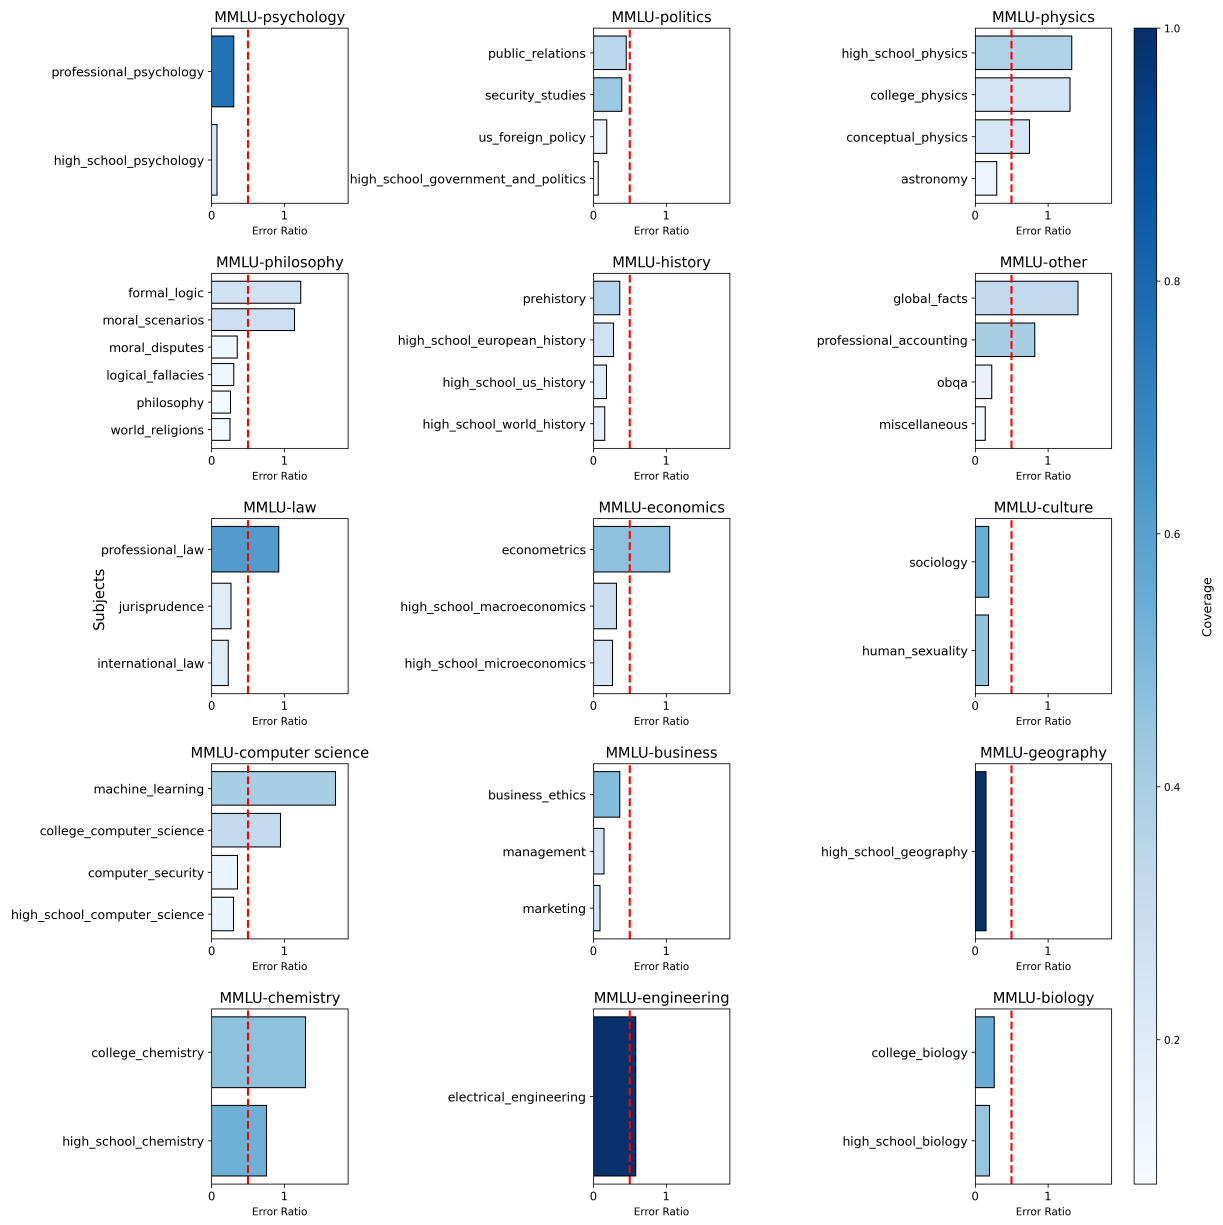 MMLU-psychology
professional_psychology
high_school_psychology
0 1
Error Ratio
MMLU-politics
public_relations
security_studies
us_foreign_policy
high_school_government_and_politics
0 1
Error Ratio
MMLU-physics
high_school_physics
college_physics
conceptual_physics
astronomy
0 1
Error Ratio
MMLU-philosophy
formal_logic
moral_scenarios
moral_disputes
logical_fallacies
philosophy
world_religions
0 1
Error Ratio
MMLU-history
prehistory
high_school_european_history
high_school_us_history
high_school_world_history
0 1
Error Ratio
MMLU-other
global_facts
professional_accounting
obqa
miscellaneous
0 1
Error Ratio
Subjects
MMLU-law
professional_law
jurisprudence
international_law
0 1
Error Ratio
MMLU-economics
econometrics
high_school_macroeconomics
high_school_microeconomics
0 1
Error Ratio
MMLU-culture
sociology
human_sexuality
0 1
Error Ratio
MMLU-computer science
machine_learning
college_computer_science
computer_security
high_school_computer_science
0 1
Error Ratio
MMLU-business
business_ethics
management
marketing
0 1
Error Ratio
MMLU-geography
high_school_geography
0 1
Error Ratio
MMLU-chemistry
college_chemistry
high_school_chemistry
0 1
Error Ratio
MMLU-engineering
electrical_engineering
0 1
Error Ratio
MMLU-biology
college_biology
high_school_biology
0 1
Error Ratio
1.0
0.8
0.6
0.4
0.2
Coverage